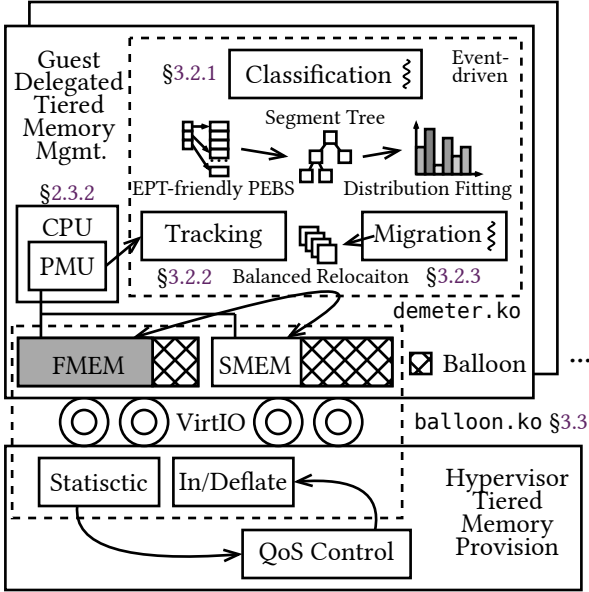 Guest
Delegated
Tiered
Memory
Mgmt.
§3.2.1
Classification
Event-
driven
Segment Tree
EPT-friendly PEBS
Distribution Fitting
§2.3.2
CPU
PMU
Tracking
Migration
§3.2.2
Balanced Relocaiton
§3.2.3
demeter.ko
FMEM
SMEM
Balloon
...
VirtIO
balloon.ko §3.3
Statisctic
In/Deflate
QoS Control
Hypervisor
Tiered
Memory
Provision